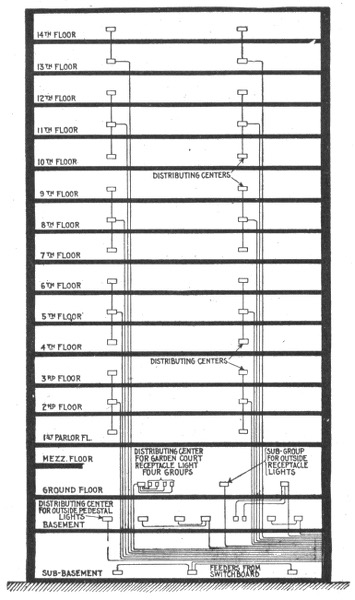 14TH FLOOR
13TH FLOOR
12TH FLOOR
11TH FLOOR
10TH FLOOR
DISTRIBUTING CENTERS
9TH FLOOR
8TH FLOOR
7TH FLOOR
6TH FLOOR
5TH FLOOR
4TH FLOOR
DISTRIBUTING CENTERS
3RD FLOOR
2ND FLOOR
1ST PARLOR FL.
MEZZ. FLOOR
DISTRIBUTING CENTER
FOR GARDEN COURT
RECEPTACLE LIGHT
FOUR GROUPS
SUB-GROUP
FOR OUTSIDE
RECEPTACLE
LIGHTS
GROUND FLOOR
DISTRIBUTING CENTER
FOR OUTSIDE PEDESTAL
LIGHTS
BASEMENT
SUB-BASEMENT
FEEDERS FROM
SWITCHBOARD